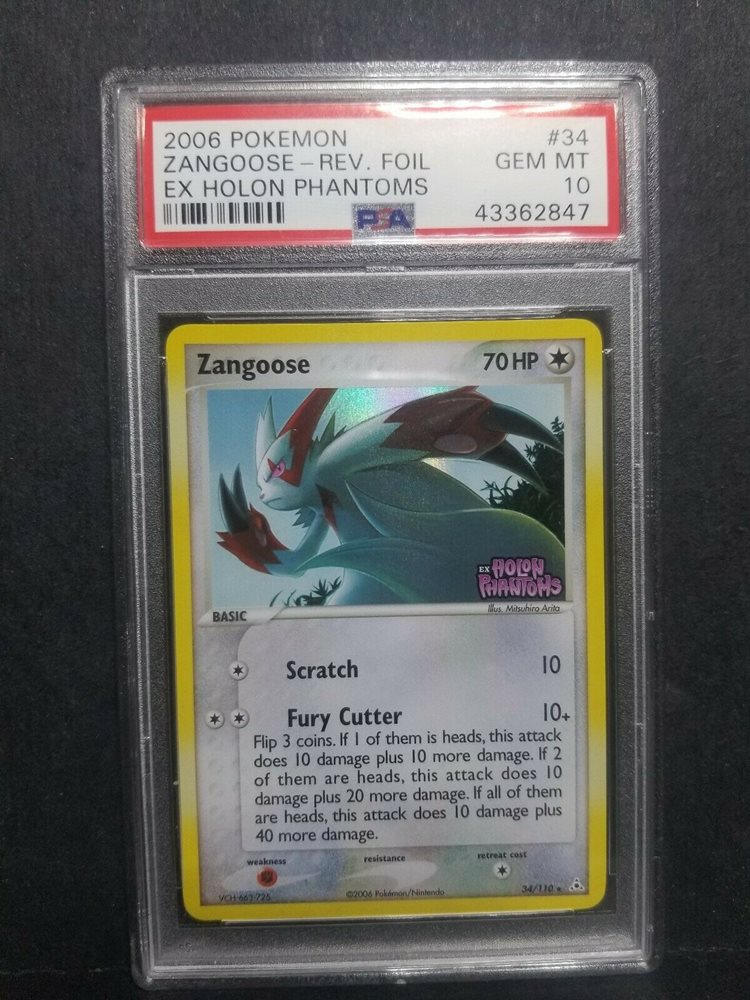 2006 POKEMON #34
ZANGOOSE - REV. FOIL GEM MT
EX HOLON PHANTOMS 10
PSA 43362847
Zangoose 70 HP
EX HOLON
PHANTOMS
Illus. Mitsuhiro Arita
BASIC
Scratch 10
Fury Cutter 10+
Flip 3 coins. If 1 of them is heads, this attack
does 10 damage plus 10 more damage. If 2
of them are heads, this attack does 10
damage plus 20 more damage. If all of them
are heads, this attack does 10 damage plus
40 more damage.
weakness resistance retreat cost
©2006 Pokémon/Nintendo 34/110 ★